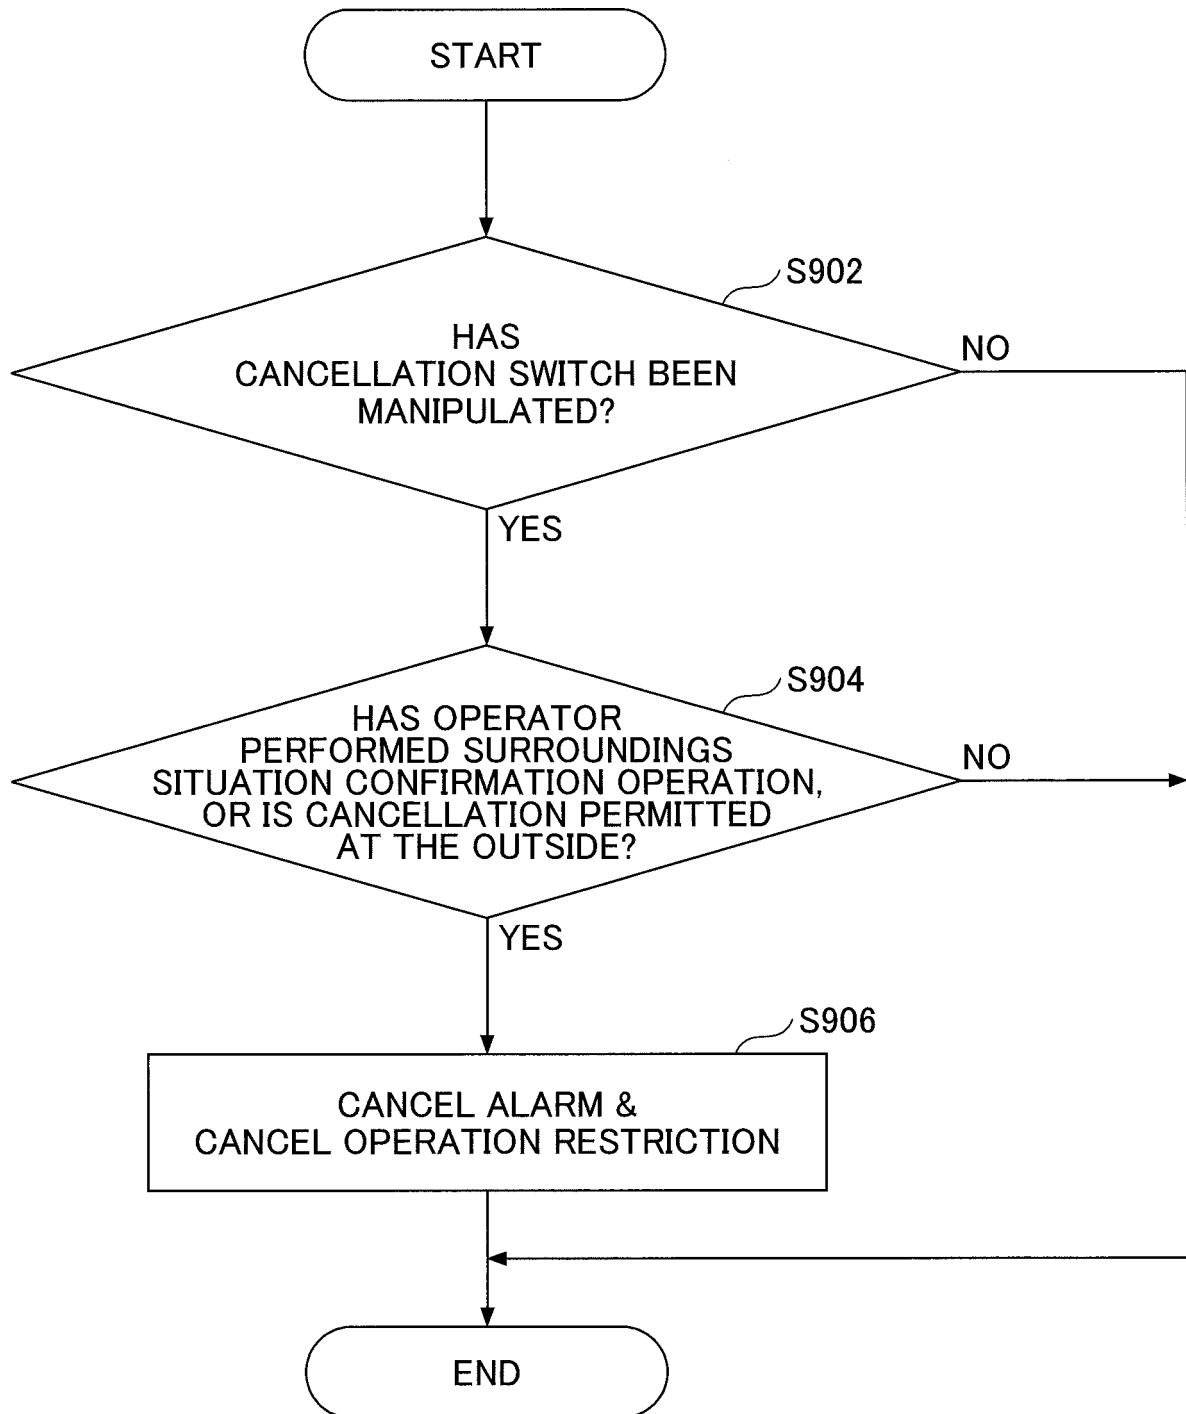 START
S902
HAS
CANCELLATION SWITCH BEEN
MANIPULATED?
NO
YES
S904
HAS OPERATOR
PERFORMED SURROUNDINGS
SITUATION CONFIRMATION OPERATION,
OR IS CANCELLATION PERMITTED
AT THE OUTSIDE?
NO
YES
S906
CANCEL ALARM &
CANCEL OPERATION RESTRICTION
END